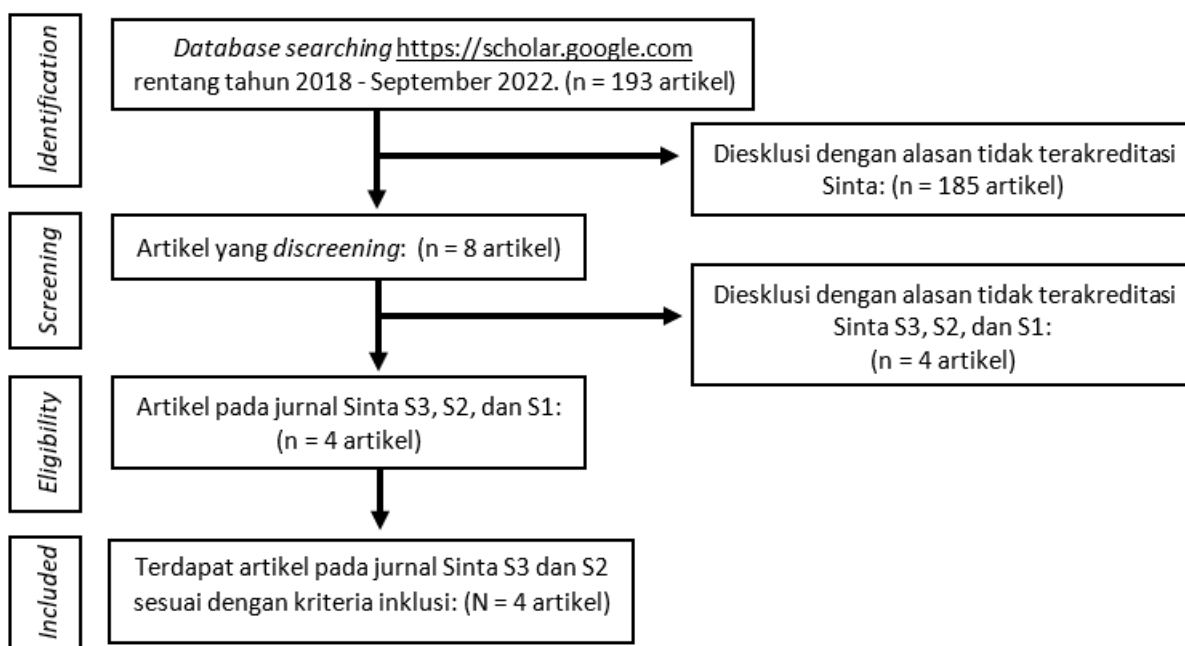 Identification
Database searching https://scholar.google.com
rentang tahun 2018 - September 2022. (n = 193 artikel)
Diesklusi dengan alasan tidak terakreditasi
Sinta: (n = 185 artikel)
Screening
Artikel yang discreening: (n = 8 artikel)
Diesklusi dengan alasan tidak terakreditasi
Sinta S3, S2, dan S1:
(n = 4 artikel)
Eligibility
Artikel pada jurnal Sinta S3, S2, dan S1:
(n = 4 artikel)
Included
Terdapat artikel pada jurnal Sinta S3 dan S2
sesuai dengan kriteria inklusi: (N = 4 artikel)